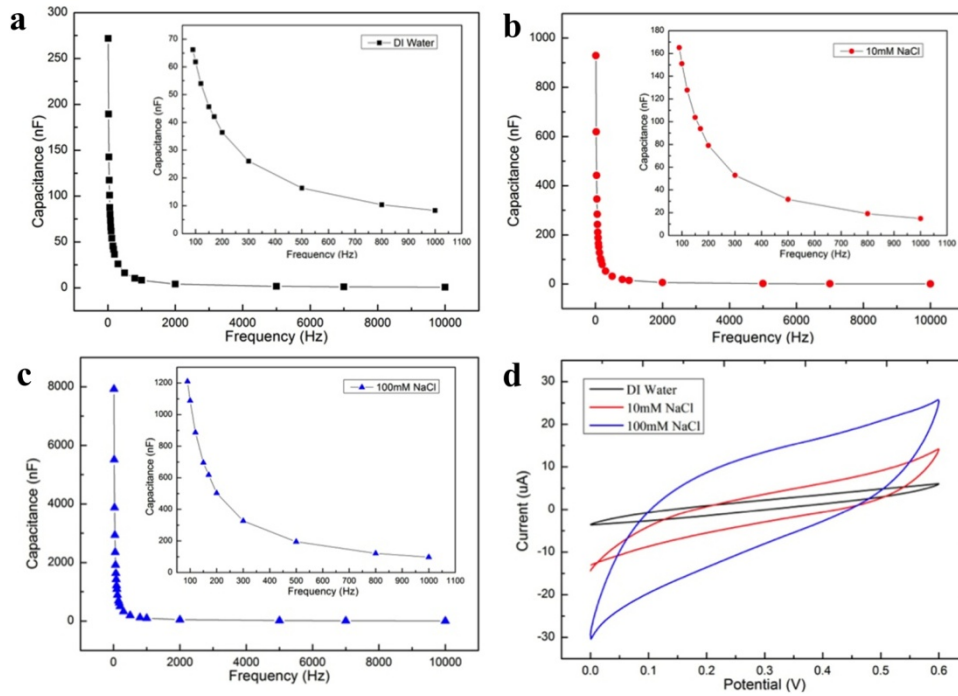 a
300
275
250
225
200
175
150
125
100
75
50
25
0
Capacitance (nF)
0 2000 4000 6000 8000 10000
Frequency (Hz)
70
60
50
40
30
20
10
0
Capacitance (nF)
DI Water
100 200 300 400 500 600 700 800 900 1000 1100
Frequency (Hz)
b
1000
800
600
400
200
0
Capacitance (nF)
0 2000 4000 6000 8000 10000
Frequency (Hz)
180
160
140
120
100
80
60
40
20
0
Capacitance (nF)
10mM NaCl
100 200 300 400 500 600 700 800 900 1000 1100
Frequency (Hz)
c
8000
6000
4000
2000
0
Capacitance (nF)
0 2000 4000 6000 8000 10000
Frequency (Hz)
1200
1000
800
600
400
200
0
Capacitance (nF)
100mM NaCl
100 200 300 400 500 600 700 800 900 1000 1100
Frequency (Hz)
d
30
20
10
0
-10
-20
-30
Current (uA)
DI Water
10mM NaCl
100mM NaCl
0.0 0.1 0.2 0.3 0.4 0.5 0.6
Potential (V)